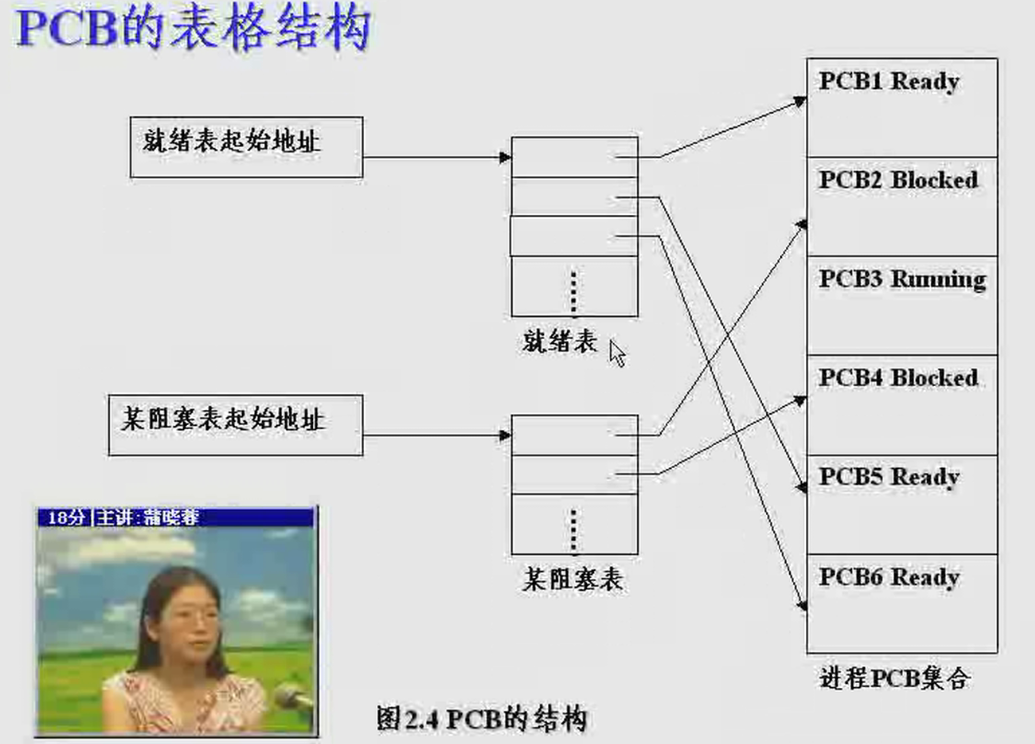 PCB的表格结构
就绪表起始地址
就绪表
某阻塞表起始地址
某阻塞表
PCB1 Ready
PCB2 Blocked
PCB3 Running
PCB4 Blocked
PCB5 Ready
PCB6 Ready
进程PCB集合
18分 主讲:蒲晓蓉
图2.4 PCB的结构